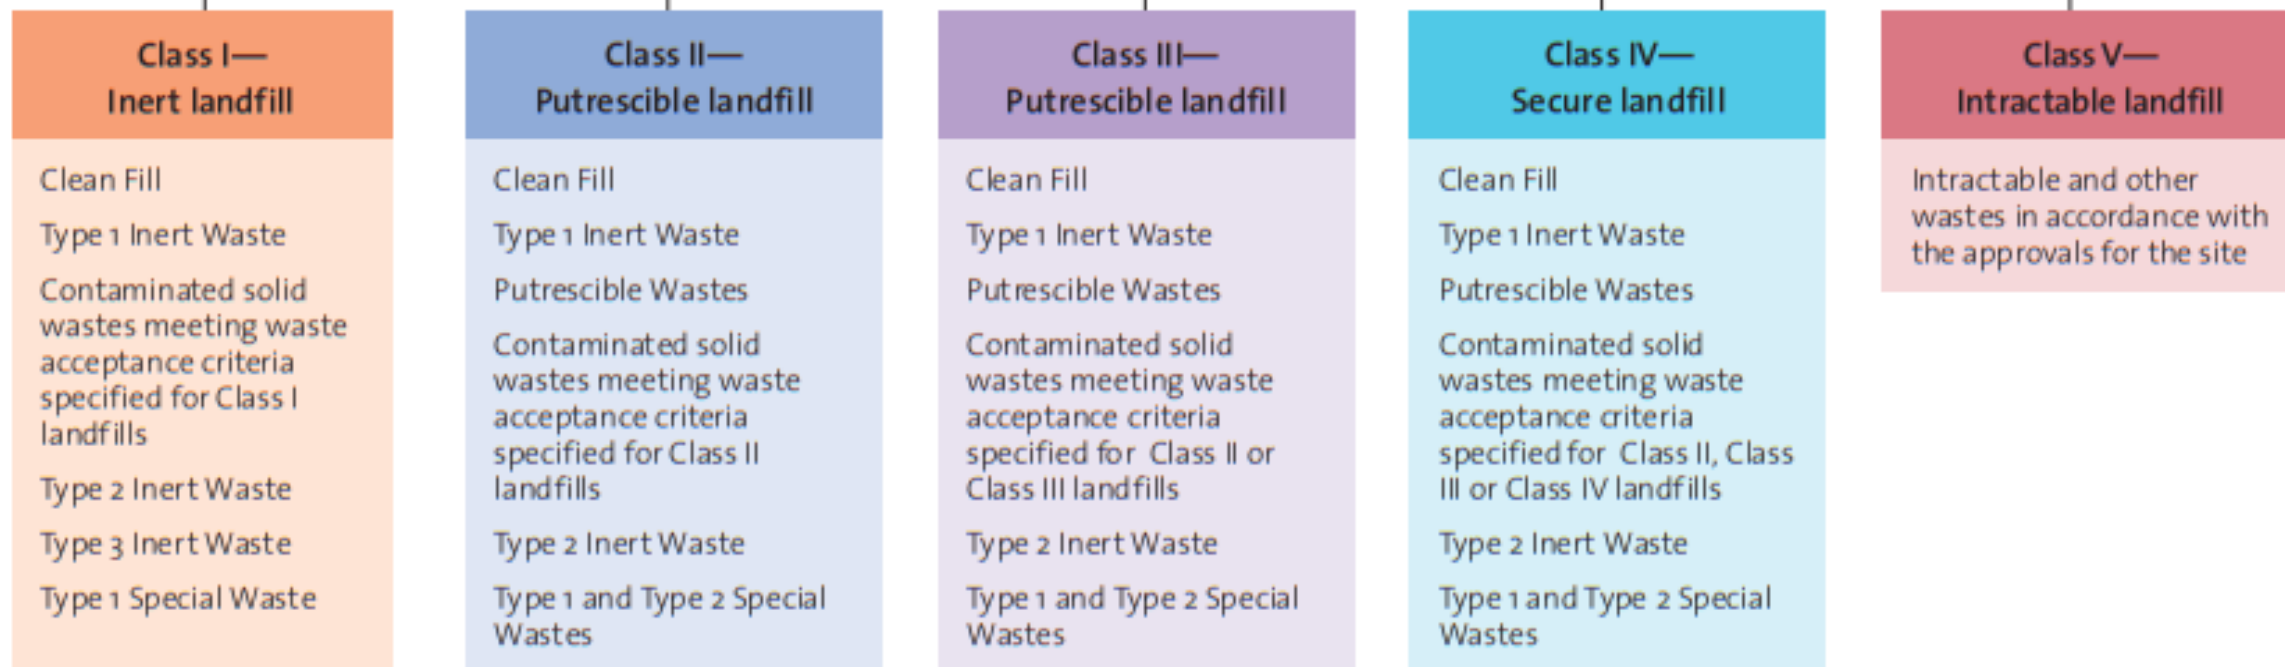 Class I—
Inert landfill
Clean Fill
Type 1 Inert Waste
Contaminated solid
wastes meeting waste
acceptance criteria
specified for Class I
landfills
Type 2 Inert Waste
Type 3 Inert Waste
Type 1 Special Waste
Class II—
Putrescible landfill
Clean Fill
Type 1 Inert Waste
Putrescible Wastes
Contaminated solid
wastes meeting waste
acceptance criteria
specified for Class II
landfills
Type 2 Inert Waste
Type 1 and Type 2 Special
Wastes
Class III—
Putrescible landfill
Clean Fill
Type 1 Inert Waste
Putrescible Wastes
Contaminated solid
wastes meeting waste
acceptance criteria
specified for Class II or
Class III landfills
Type 2 Inert Waste
Type 1 and Type 2 Special
Wastes
Class IV—
Secure landfill
Clean Fill
Type 1 Inert Waste
Putrescible Wastes
Contaminated solid
wastes meeting waste
acceptance criteria
specified for Class II, Class
III or Class IV landfills
Type 2 Inert Waste
Type 1 and Type 2 Special
Wastes
Class V—
Intractable landfill
Intractable and other
wastes in accordance with
the approvals for the site